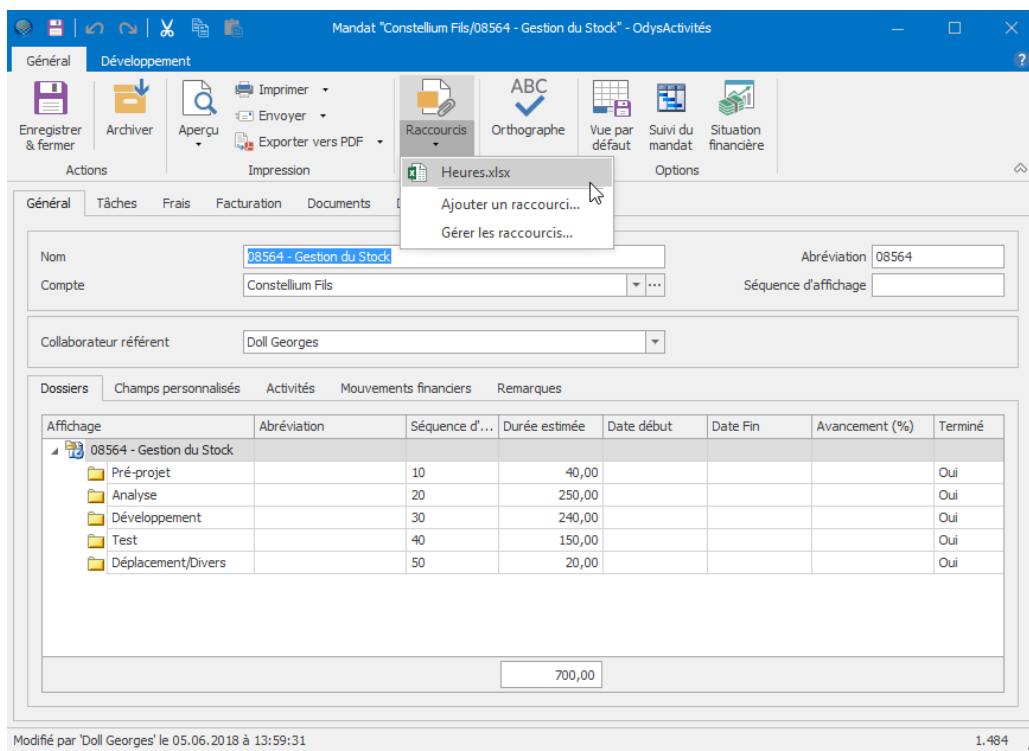 Mandat "Constellium Fils/08564 - Gestion du Stock" - OdysActivités
Général Développement ?
Enregistrer & fermer
Archiver
Aperçu
Imprimer
Envoyer
Exporter vers PDF
Raccourcis
ABC
Orthographe
Vue par défaut
Suivi du mandat
Situation financière
Actions Impression Options
Heures.xlsx
Ajouter un raccourci...
Gérer les raccourcis...
Général Tâches Frais Facturation Documents
Nom 08564 - Gestion du Stock Abréviation 08564
Compte Constellium Fils Séquence d'affichage
Collaborateur référent Doll Georges
Dossiers Champs personnalisés Activités Mouvements financiers Remarques
Affichage Abréviation Séquence d'... Durée estimée Date début Date Fin Avancement (%) Terminé
08564 - Gestion du Stock
Pré-projet 10 40,00 Oui
Analyse 20 250,00 Oui
Développement 30 240,00 Oui
Test 40 150,00 Oui
Déplacement/Divers 50 20,00 Oui
700,00
Modifié par 'Doll Georges' le 05.06.2018 à 13:59:31 1.484